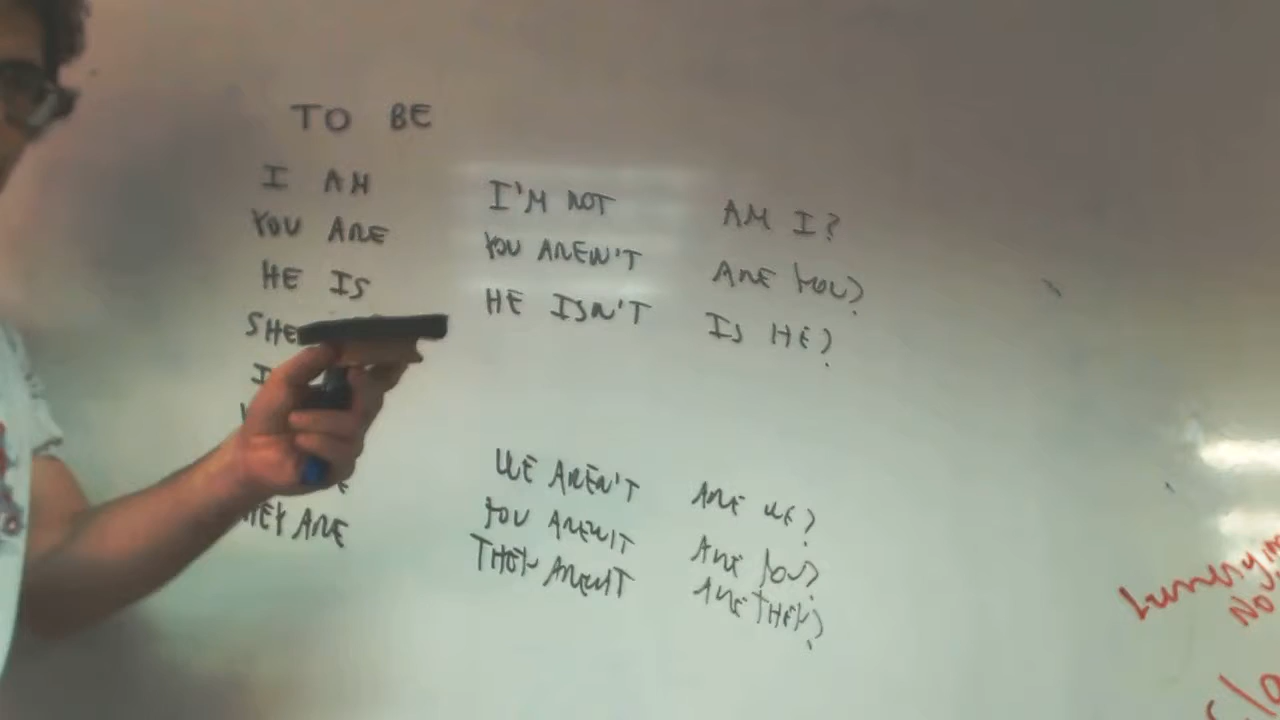 TO BE
I AM I'M NOT AM I?
YOU ARE YOU AREN'T ARE YOU?
HE IS HE ISN'T IS HE?
SHE
WE AREN'T ARE WE?
YOU AREN'T ARE YOU?
ARE THEY AREN'T ARE THEY?